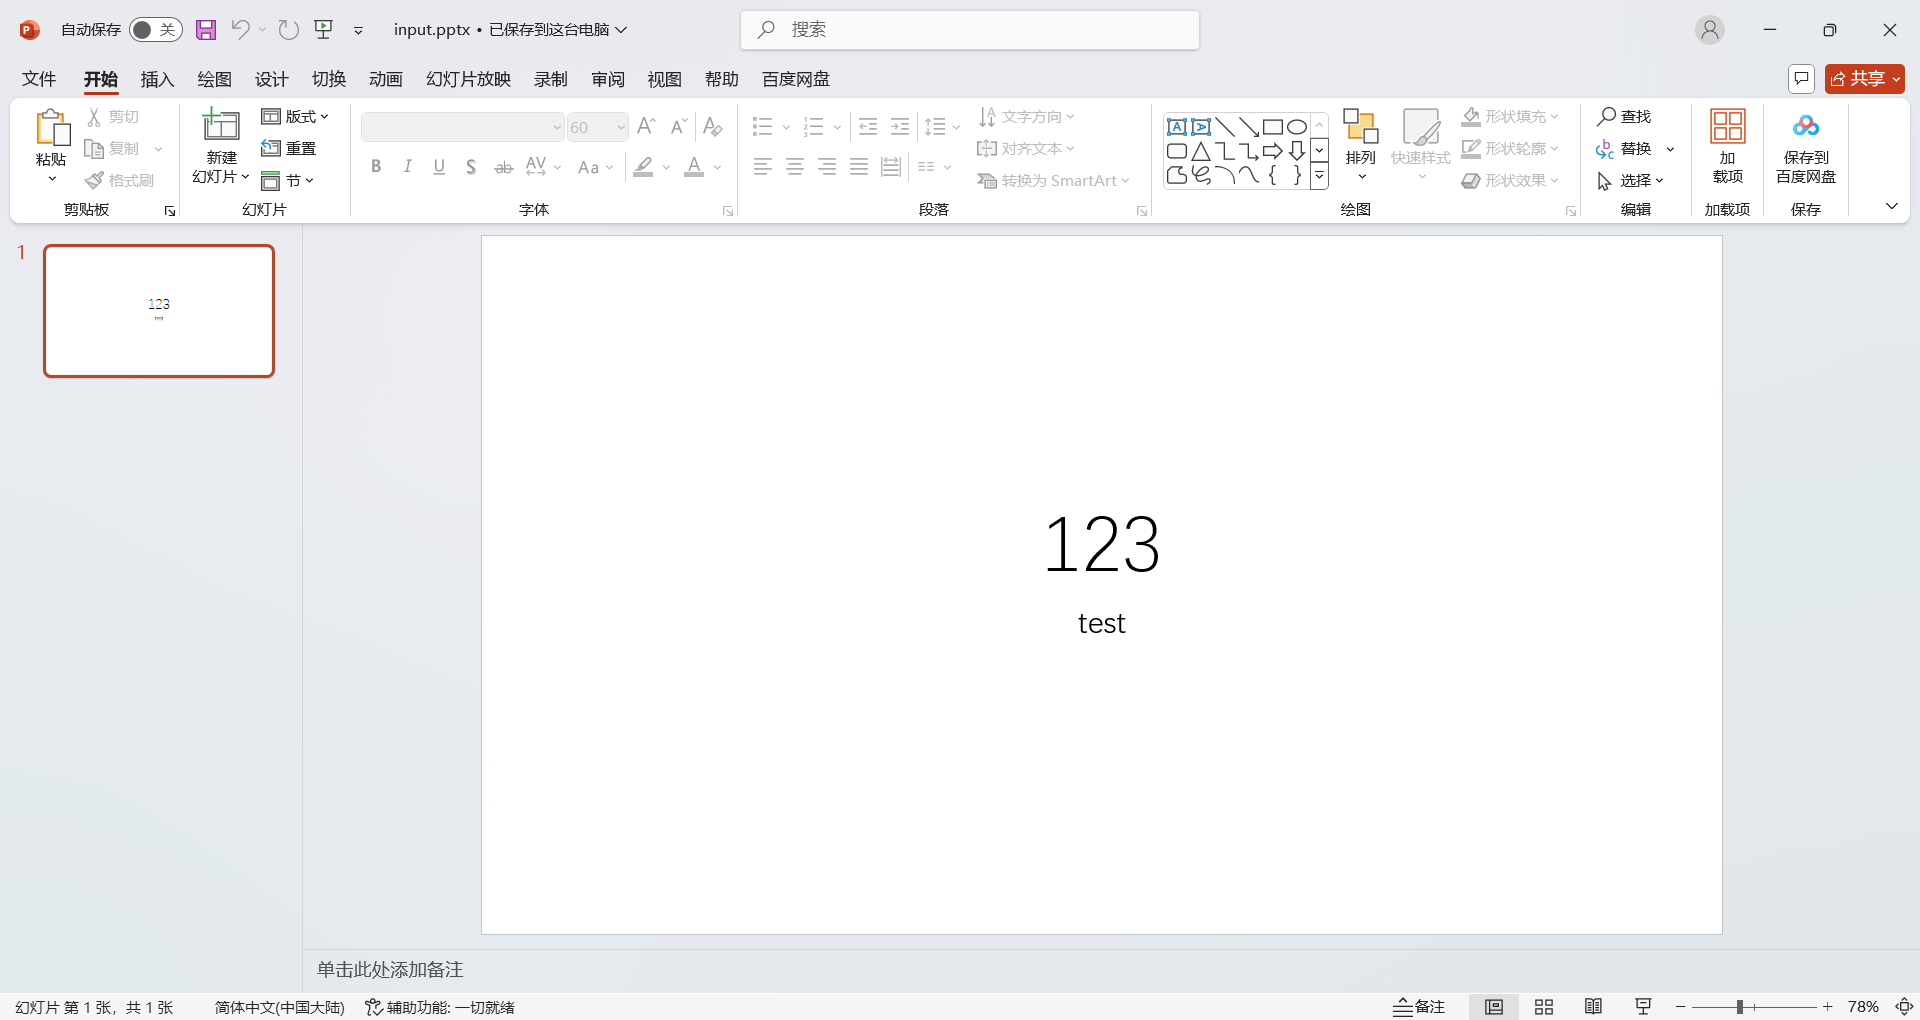 自动保存 关 input.pptx • 已保存到这台电脑 搜索
文件 开始 插入 绘图 设计 切换 动画 幻灯片放映 录制 审阅 视图 帮助 百度网盘 共享
粘贴 剪切 复制 格式刷 剪贴板
新建 幻灯片 版式 重置 节 幻灯片
60 B I U S ab AV Aa A 字体
文字方向 对齐文本 转换为 SmartArt 段落
排列 快速样式 形状填充 形状轮廓 形状效果 绘图
查找 替换 选择 编辑
加载项 加载项
保存到 百度网盘 保存
1
123
test
123
test
单击此处添加备注
幻灯片 第 1 张，共 1 张 简体中文(中国大陆) 辅助功能: 一切就绪 备注 78%